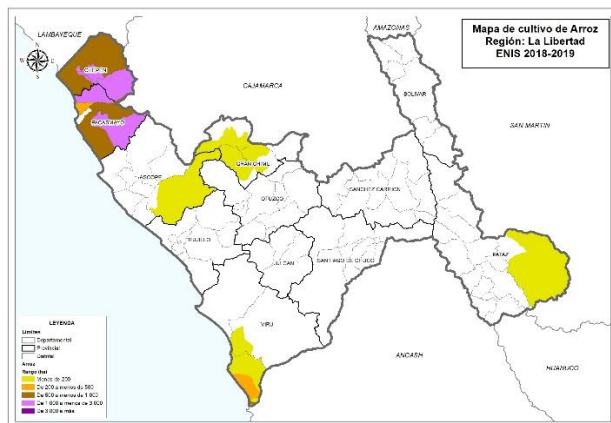 Mapa de cultivo de Arroz
Región: La Libertad
ENIS 2018-2019
LAMBAYEQUE
AMAZONAS
N
CHEPEN
CAJAMARCA
BOLIVAR
SAN MARTIN
PACASMAYO
ASCOPE
GRAN CHIMU
OTUZCO
SANCHEZ CARRION
TRUJILLO
JULCAN
SANTIAGO DE CHUCO
PATAZ
VIRU
ANCASH
HUANUCO
LEYENDA
Límites
Departamental
Provincial
Distrital
Arroz
Rango (ha)
Menos de 200
De 200 a menos de 500
De 500 a menos de 1 000
De 1 000 a menos de 3 000
De 3 000 a más